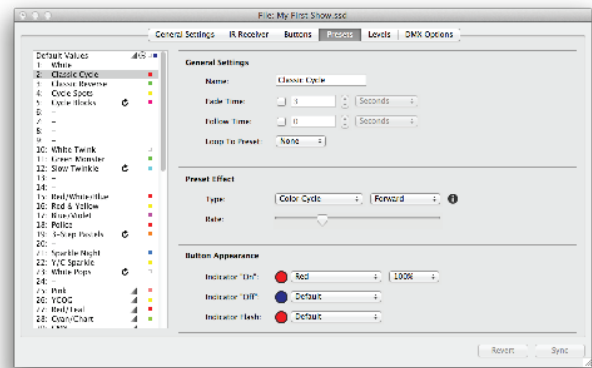 File: My First Show.ssd
General Settings IR Receiver Buttons Presets Levels DMX Options
Default Values
1: White
2: Classic Cycle
3: Classic Reverse
4: Cycle Spots
5: Cycle Blocks
6: –
7: –
8: –
9: –
10: White Twink
11: Green Monster
12: Slow Twinkle
13: –
14: –
15: Red/White/Blue
16: Red & Yellow
17: Blue/Violet
18: Police
19: 3-Step Pastels
20: –
21: Sparkle Night
22: Y/C Sparkle
23: White Pops
24: –
25: Pink
26: YCOG
27: Red/Teal
28: Cyan/Chart
General Settings
Name: Classic Cycle
Fade Time: 3 Seconds
Follow Time: 0 Seconds
Loop To Preset: None
Preset Effect
Type: Color Cycle Forward
Rate:
Button Appearance
Indicator "On": Red 100%
Indicator "Off": Default
Indicator Flash: Default
Revert Sync